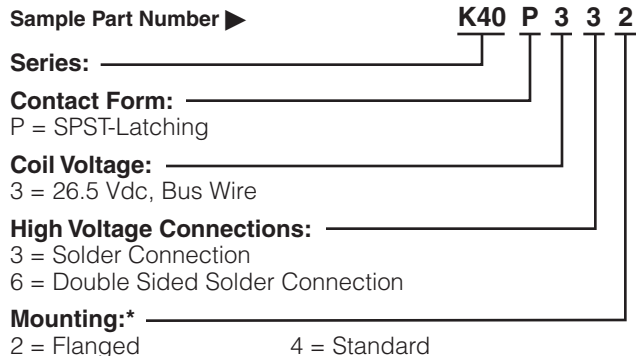 Sample Part Number ▶ K40 P 3 3 2
Series:
Contact Form:
P = SPST-Latching
Coil Voltage:
3 = 26.5 Vdc, Bus Wire
High Voltage Connections:
3 = Solder Connection
6 = Double Sided Solder Connection
Mounting:*
2 = Flanged 4 = Standard